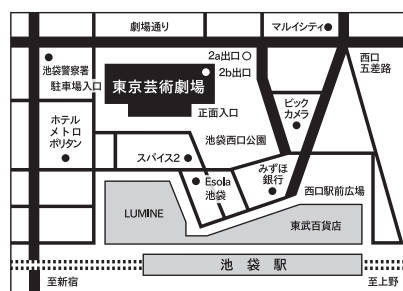 劇場通り
マルイシティ
2a出口
2b出口
西口
五差路
池袋警察署
駐車場入口
東京芸術劇場
正面入口
ビック
カメラ
ホテル
メトロ
ポリタン
池袋西口公園
スパイス2
Esola
池袋
みずほ
銀行
西口駅前広場
LUMINE
東武百貨店
池袋駅
至新宿
至上野